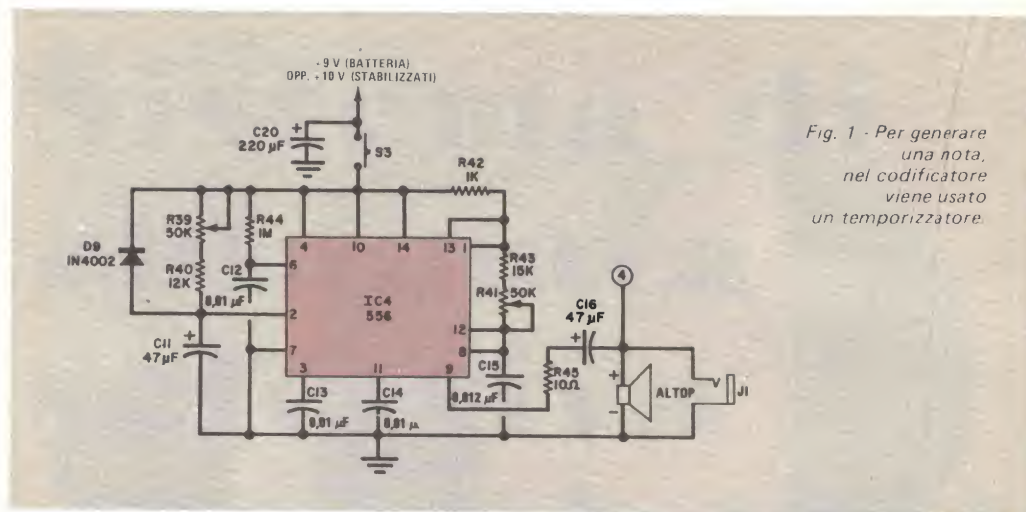 -9 V (BATTERIA)
OPP. +10 V (STABILIZZATI)
C20
220 µF
+
S3
R42
1K
R39
50K
R44
1M
D9
IN4002
R40
12K
C12
0,01 µF
4
10
14
13
1
6
2
7
3
11
9
12
8
IC4
556
R43
15K
R41
50K
C11
47µF
+
C13
0,01 µF
C14
0,01 µ
C15
0,012 µF
R45
10Ω
C16
47 µF
+
4
+
-
ALTOP
J1
Fig. 1 - Per generare
una nota,
nel codificatore
viene usato
un temporizzatore.